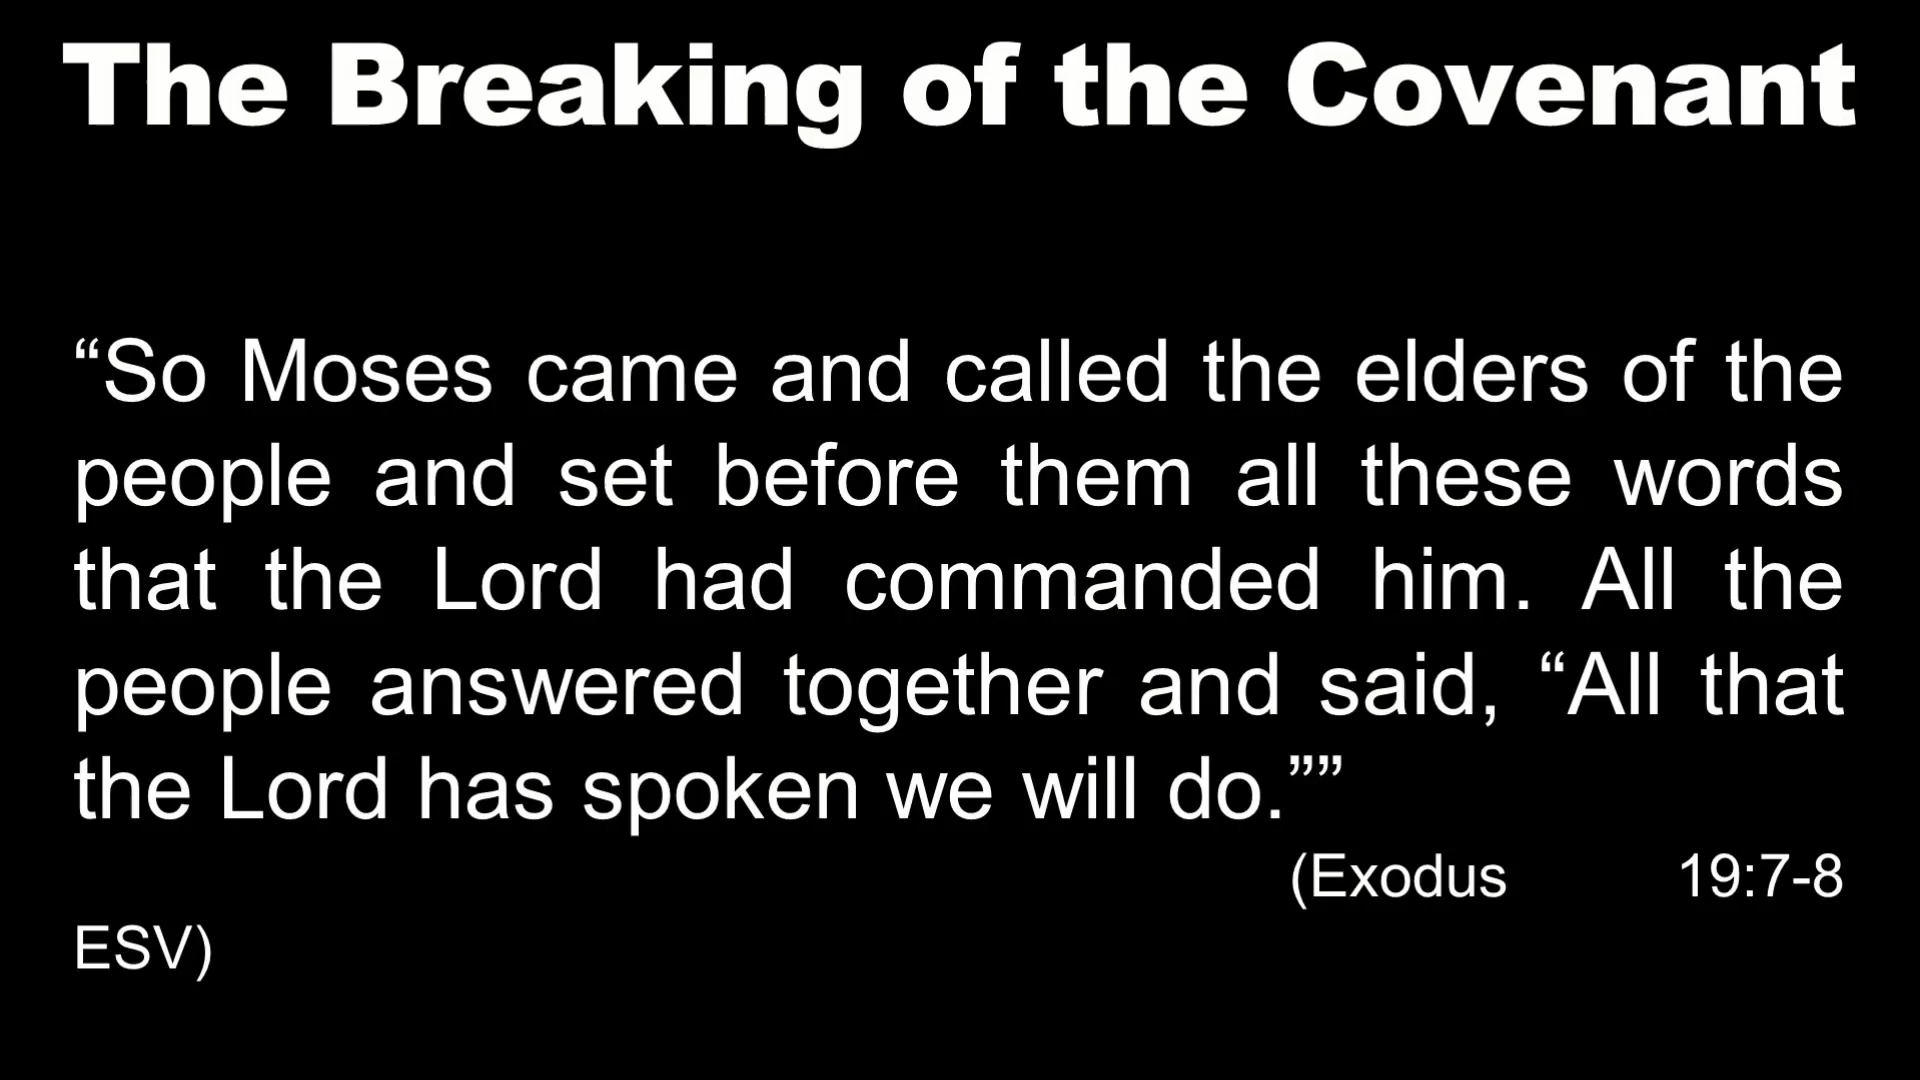 The Breaking of the Covenant
“So Moses came and called the elders of the
people and set before them all these words
that the Lord had commanded him. All the
people answered together and said, “All that
the Lord has spoken we will do.””
(Exodus 19:7-8
ESV)